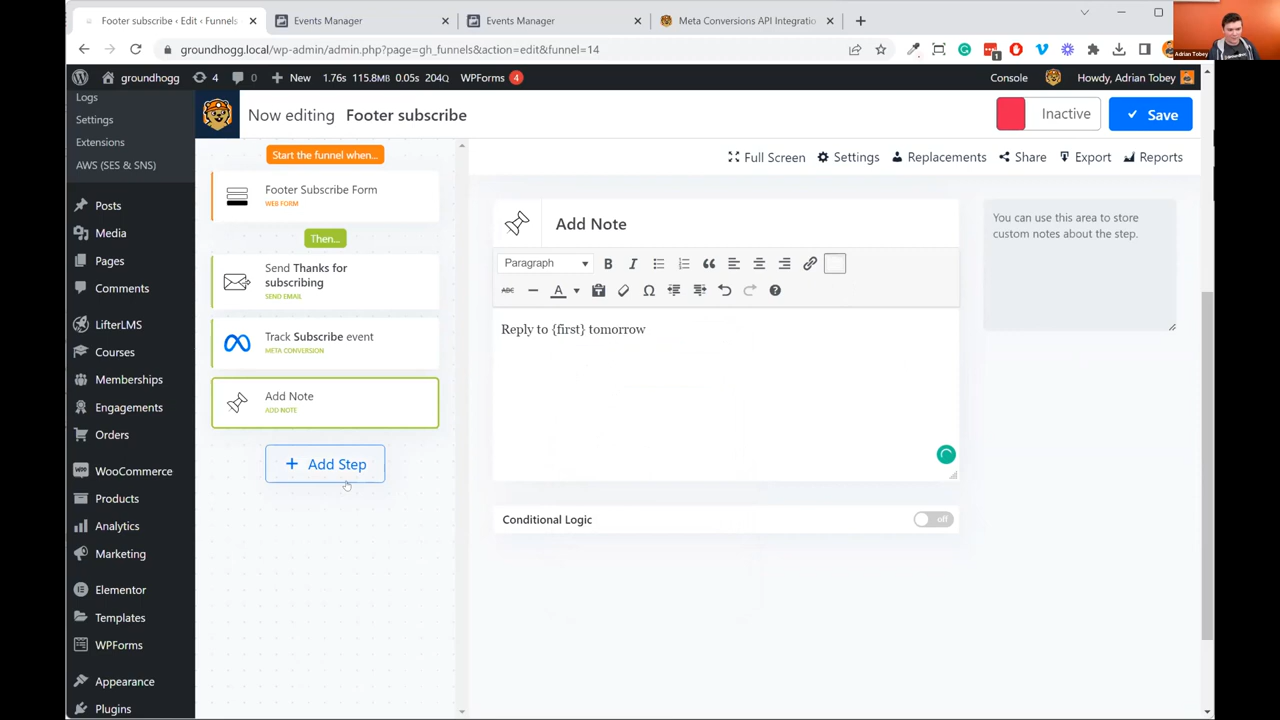 Footer subscribe ‹ Edit ‹ Funnels
Events Manager
Events Manager
Meta Conversions API Integratio
groundhogg.local/wp-admin/admin.php?page=gh_funnels&action=edit&funnel=14
1
Adrian Tobey
groundhogg
4
New
1.76s 115.8MB 0.05s 204Q
WPForms 4
Console
Howdy, Adrian Tobey
Logs
Settings
Extensions
AWS (SES & SNS)
Posts
Media
Pages
Comments
LifterLMS
Courses
Memberships
Engagements
Orders
WooCommerce
Products
Analytics
Marketing
Elementor
Templates
WPForms
Appearance
Plugins
Now editing Footer subscribe
Inactive
Save
Start the funnel when...
Footer Subscribe Form
WEB FORM
Then...
Send Thanks for
subscribing
SEND EMAIL
Track Subscribe event
META CONVERSION
Add Note
ADD NOTE
Add Step
Full Screen
Settings
Replacements
Share
Export
Reports
Add Note
Paragraph
B I
ABC
A
Reply to {first} tomorrow
Conditional Logic
off
You can use this area to store
custom notes about the step.